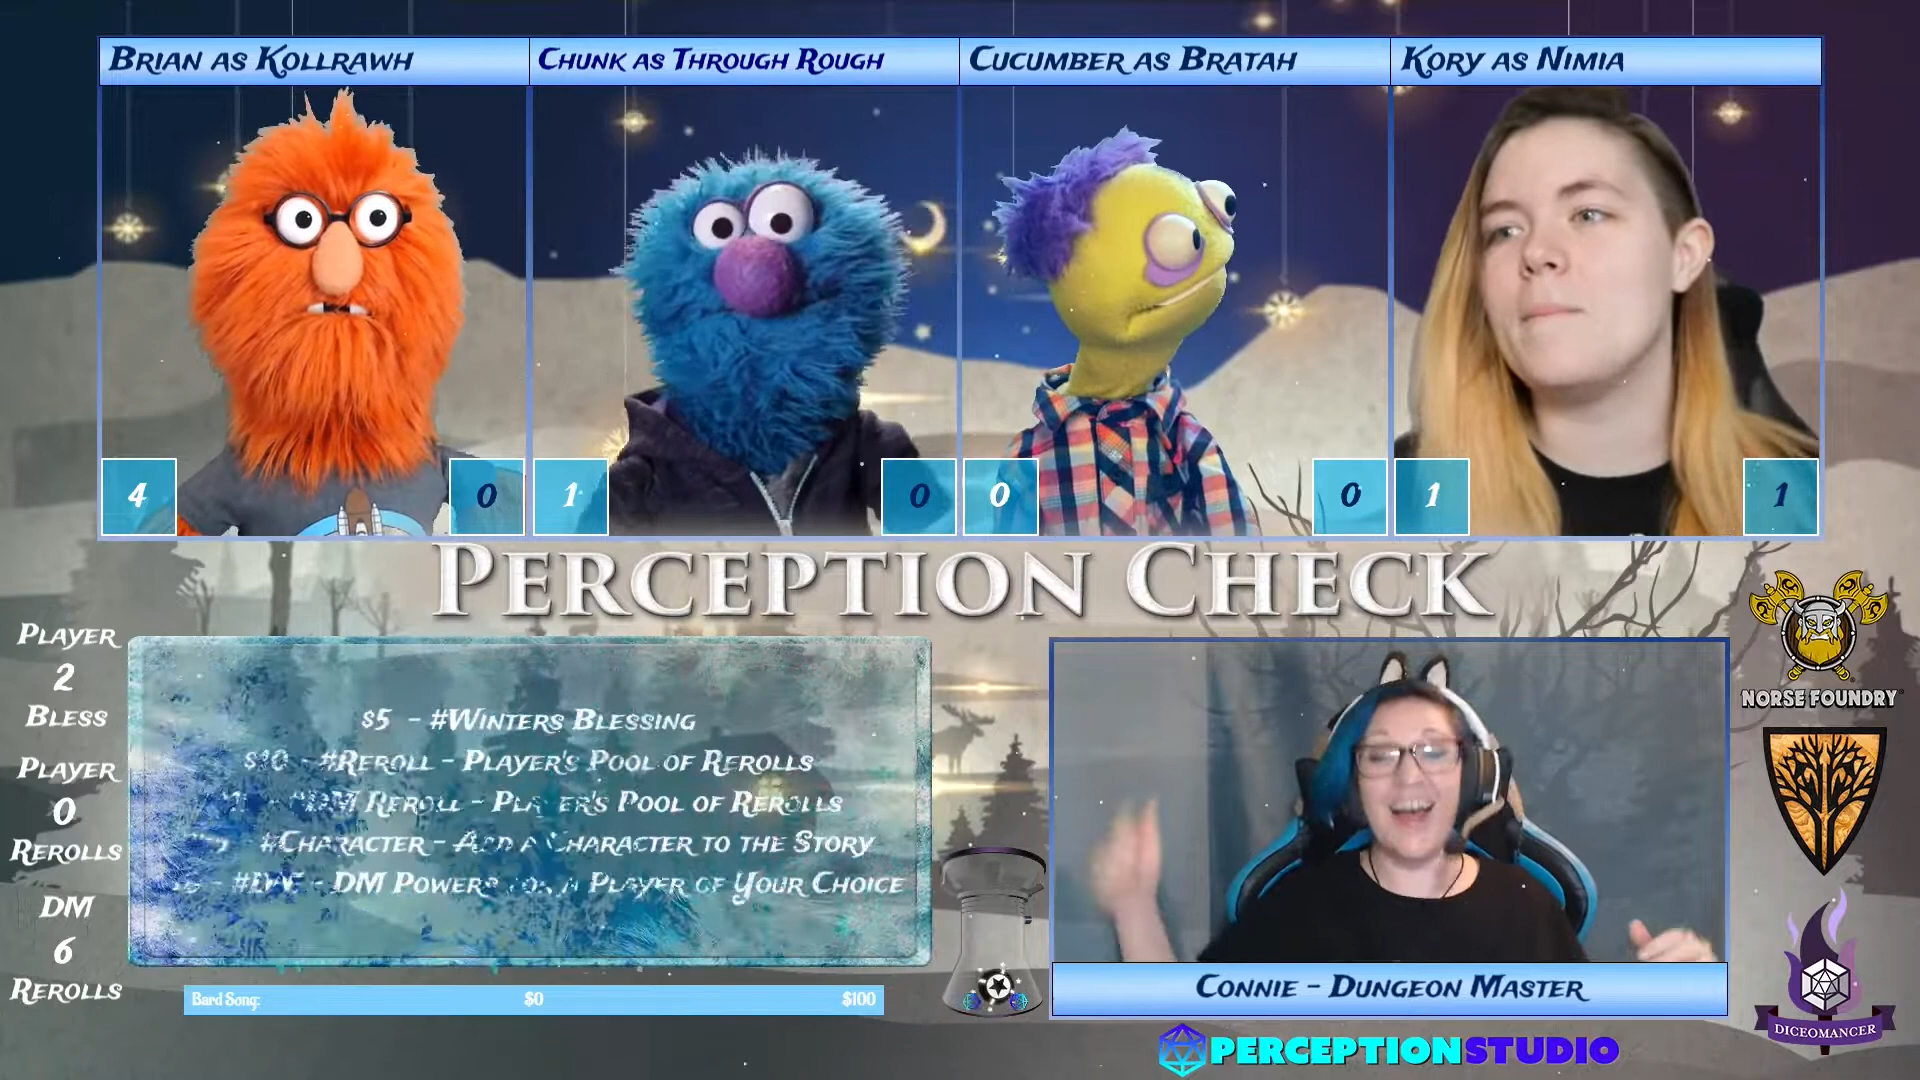 Brian as Kollrawh
Chunk as Through Rough
Cucumber as Bratah
Kory as Nimia
4
0
1
0
0
0
1
1
Perception Check
Player
2
Bless
Player
0
Rerolls
DM
6
Rerolls
$5 - #Winters Blessing
$10 - #Reroll - Player's Pool of Rerolls
Reroll - Player's Pool of Rerolls
#Character - Add a Character to the Story
DM Powers for a Player of Your Choice
Bard Song: $0 $100
Connie - Dungeon Master
NORSE FOUNDRY
DICEOMANCER
PERCEPTIONSTUDIO